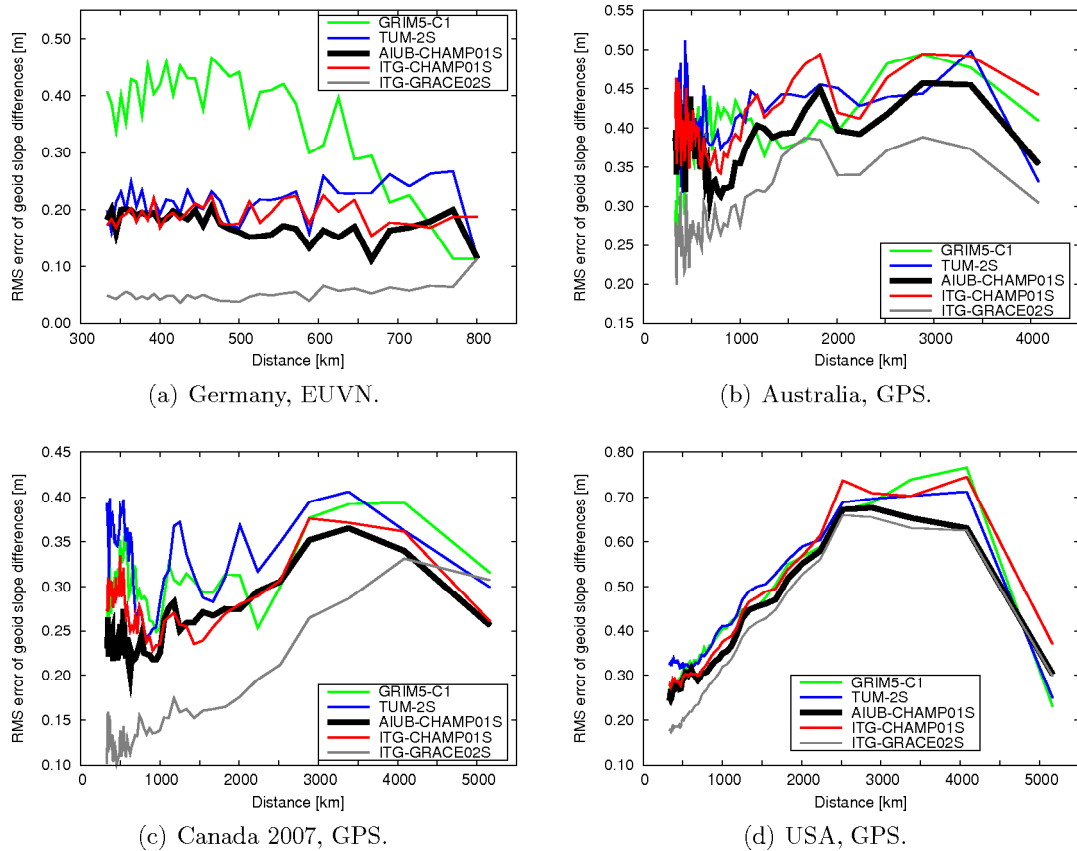 RMS error of geoid slope differences [m]
0.50
0.40
0.30
0.20
0.10
0.00
300
400
500
600
700
800
Distance [km]
GRIM5-C1
TUM-2S
AIUB-CHAMP01S
ITG-CHAMP01S
ITG-GRACE02S
(a) Germany, EUVN.
RMS error of geoid slope differences [m]
0.55
0.50
0.45
0.40
0.35
0.30
0.25
0.20
0.15
0
1000
2000
3000
4000
Distance [km]
GRIM5-C1
TUM-2S
AIUB-CHAMP01S
ITG-CHAMP01S
ITG-GRACE02S
(b) Australia, GPS.
RMS error of geoid slope differences [m]
0.45
0.40
0.35
0.30
0.25
0.20
0.15
0.10
0
1000
2000
3000
4000
5000
Distance [km]
GRIM5-C1
TUM-2S
AIUB-CHAMP01S
ITG-CHAMP01S
ITG-GRACE02S
(c) Canada 2007, GPS.
RMS error of geoid slope differences [m]
0.80
0.70
0.60
0.50
0.40
0.30
0.20
0.10
0
1000
2000
3000
4000
5000
Distance [km]
GRIM5-C1
TUM-2S
AIUB-CHAMP01S
ITG-CHAMP01S
ITG-GRACE02S
(d) USA, GPS.